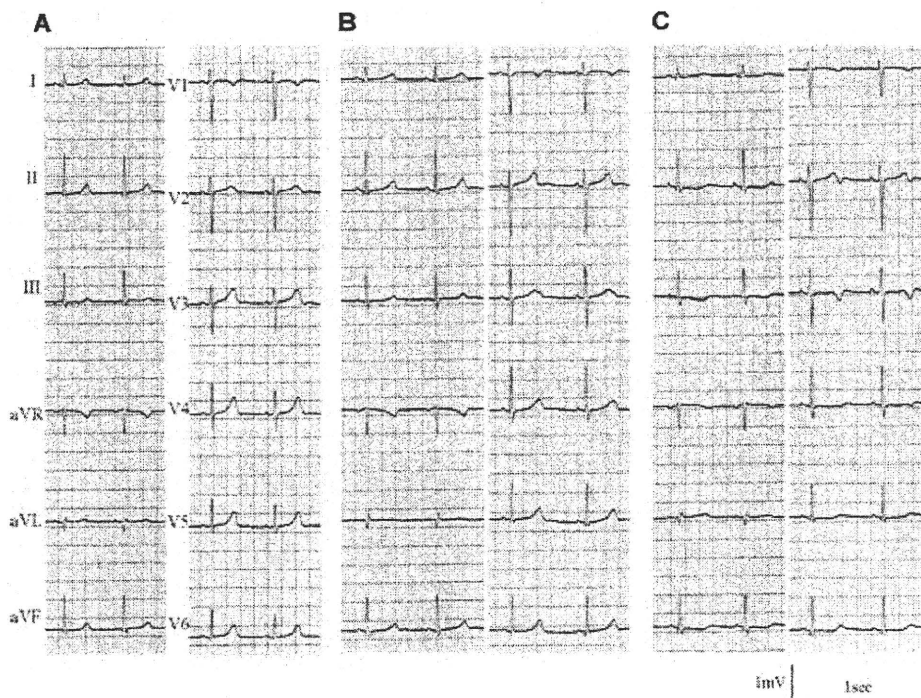 A B C
I V1
II V2
III V3
aVR V4
aVL V5
aVF V6
1mV 1sec